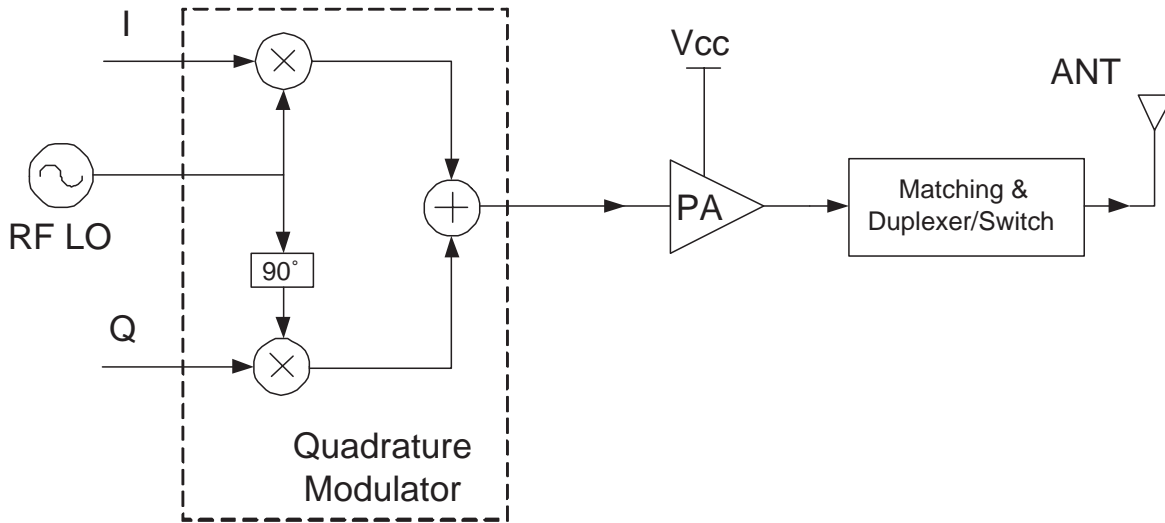 I
Vcc
ANT
RF LO
PA
Matching &
Duplexer/Switch
90°
Q
Quadrature
Modulator